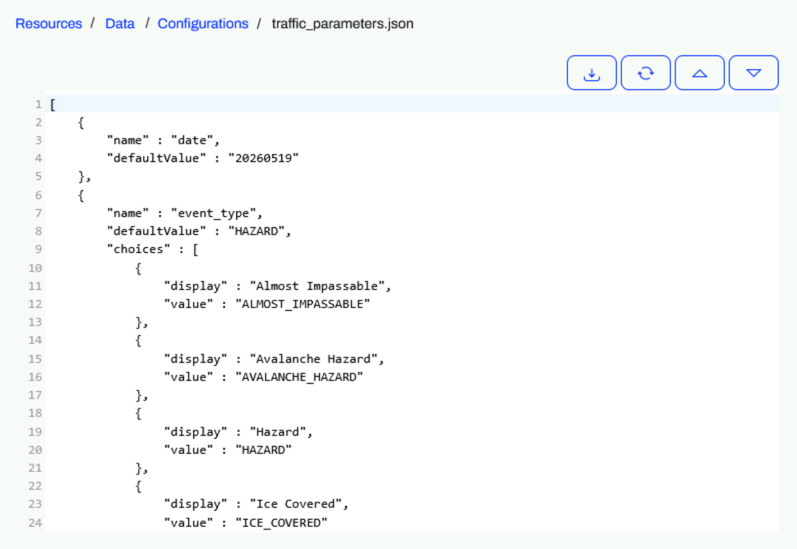 Resources / Data / Configurations / traffic_parameters.json
1 [
2     {
3         "name" : "date",
4         "defaultValue" : "20260519"
5     },
6     {
7         "name" : "event_type",
8         "defaultValue" : "HAZARD",
9         "choices" : [
10             {
11                 "display" : "Almost Impassable",
12                 "value" : "ALMOST_IMPASSABLE"
13             },
14             {
15                 "display" : "Avalanche Hazard",
16                 "value" : "AVALANCHE_HAZARD"
17             },
18             {
19                 "display" : "Hazard",
20                 "value" : "HAZARD"
21             },
22             {
23                 "display" : "Ice Covered",
24                 "value" : "ICE_COVERED"